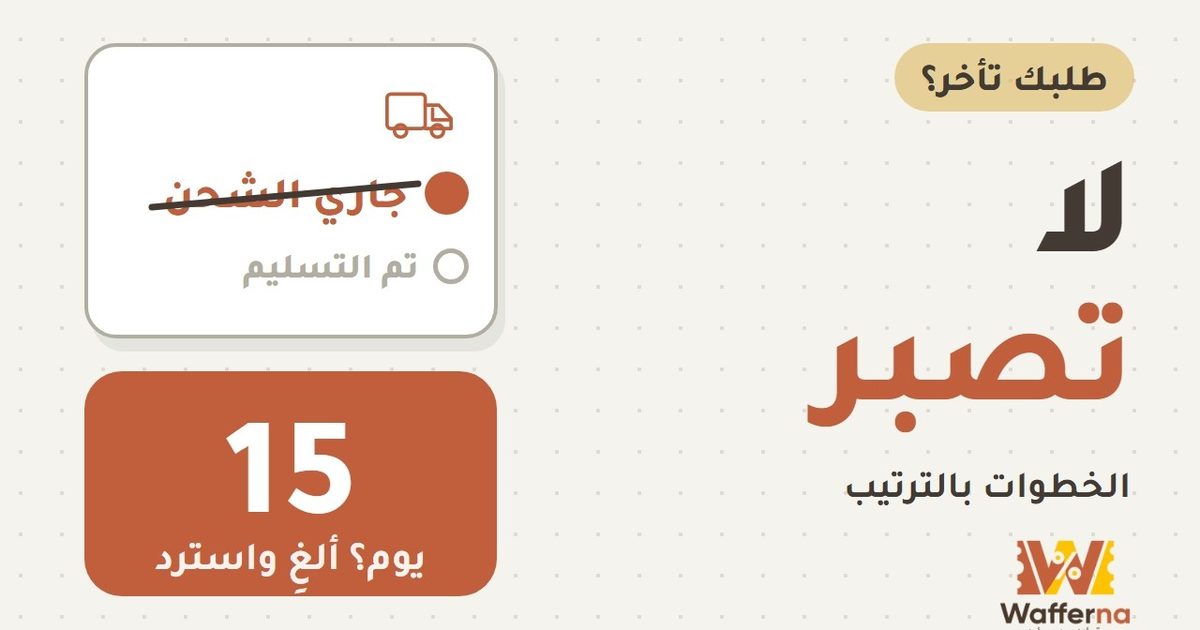 طلبك تأخر؟
لا
تصبر
الخطوات بالترتيب
Wafferna
جاري الشحن
تم التسليم
15
يوم؟ ألغِ واسترد